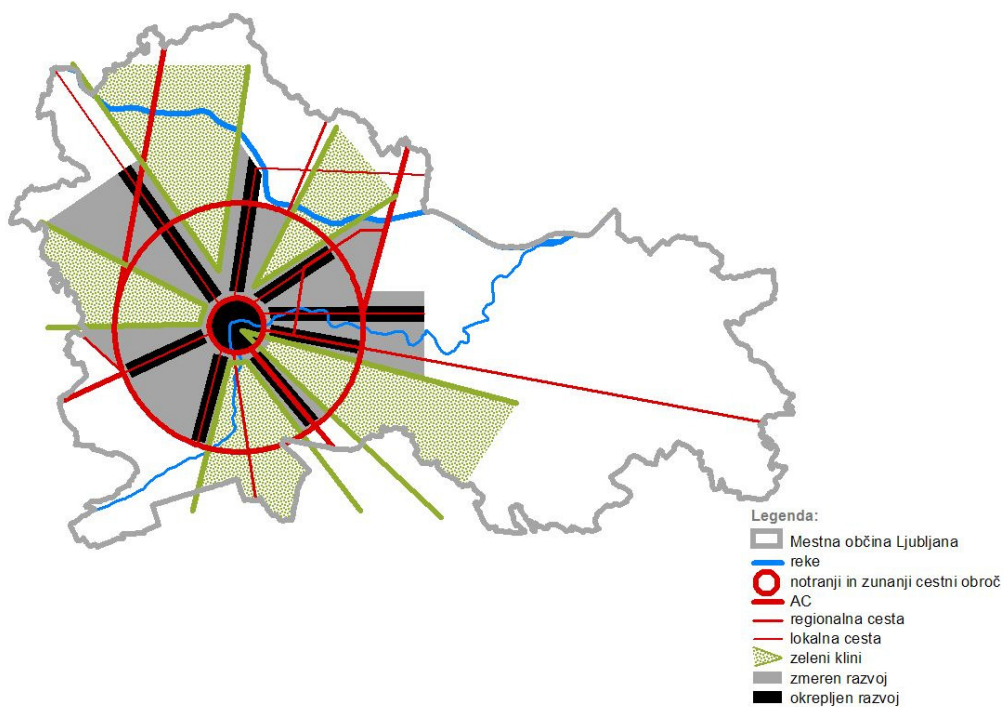 Legenda:
Mestna občina Ljubljana
reke
notranji in zunanji cestni obroč
AC
regionalna cesta
lokalna cesta
zeleni klini
zmeren razvoj
okrepljen razvoj